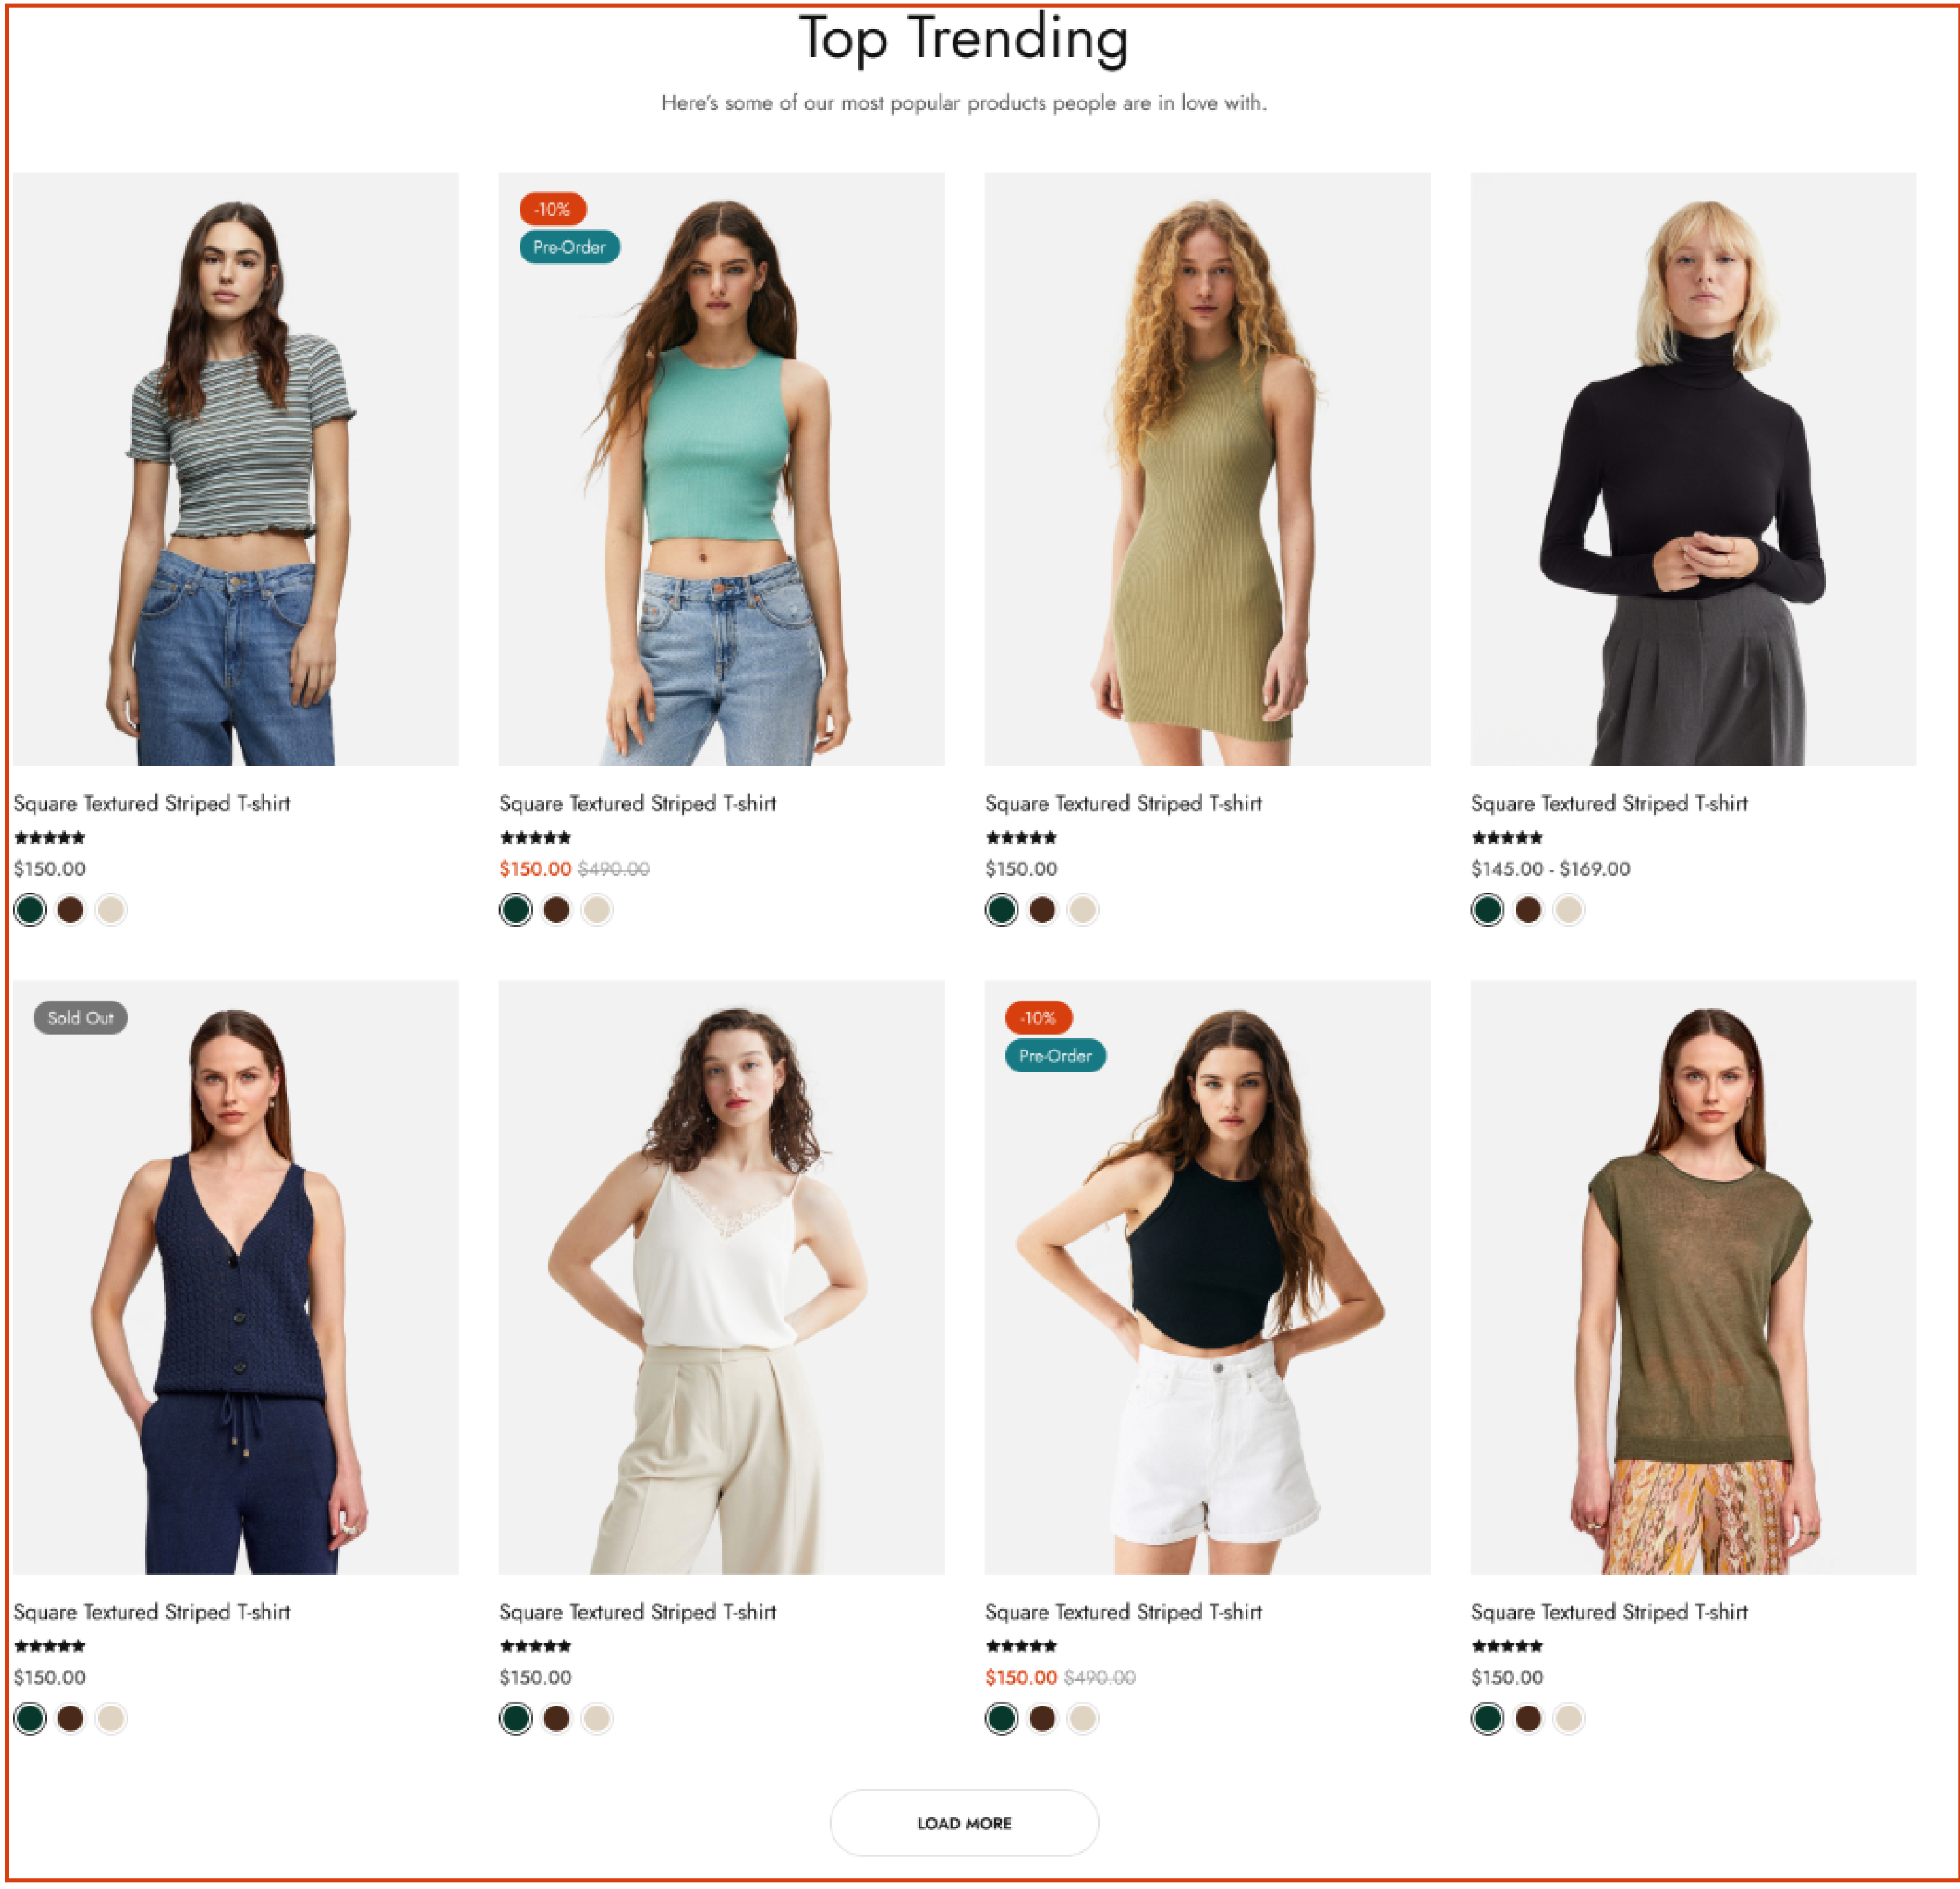 Top Trending
Here's some of our most popular products people are in love with.
-10%
Pre-Order
Square Textured Striped T-shirt
★★★★★
$150.00
Square Textured Striped T-shirt
★★★★★
$150.00 $490.00
Square Textured Striped T-shirt
★★★★★
$150.00
Square Textured Striped T-shirt
★★★★★
$145.00 - $169.00
Sold Out
-10%
Pre-Order
Square Textured Striped T-shirt
★★★★★
$150.00
Square Textured Striped T-shirt
★★★★★
$150.00
Square Textured Striped T-shirt
★★★★★
$150.00 $490.00
Square Textured Striped T-shirt
★★★★★
$150.00
LOAD MORE